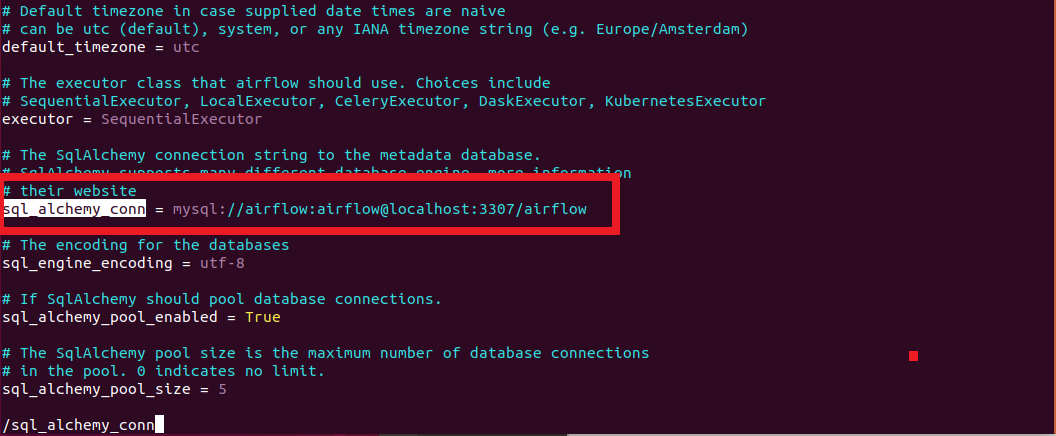 # Default timezone in case supplied date times are naive
# can be utc (default), system, or any IANA timezone string (e.g. Europe/Amsterdam)
default_timezone = utc
# The executor class that airflow should use. Choices include
# SequentialExecutor, LocalExecutor, CeleryExecutor, DaskExecutor, KubernetesExecutor
executor = SequentialExecutor
# The SqlAlchemy connection string to the metadata database.
# SqlAlchemy supports many different database engine, more information
# their website
sql_alchemy_conn = mysql://airflow:airflow@localhost:3307/airflow
# The encoding for the databases
sql_engine_encoding = utf-8
# If SqlAlchemy should pool database connections.
sql_alchemy_pool_enabled = True
# The SqlAlchemy pool size is the maximum number of database connections
# in the pool. 0 indicates no limit.
sql_alchemy_pool_size = 5
/sql_alchemy_conn